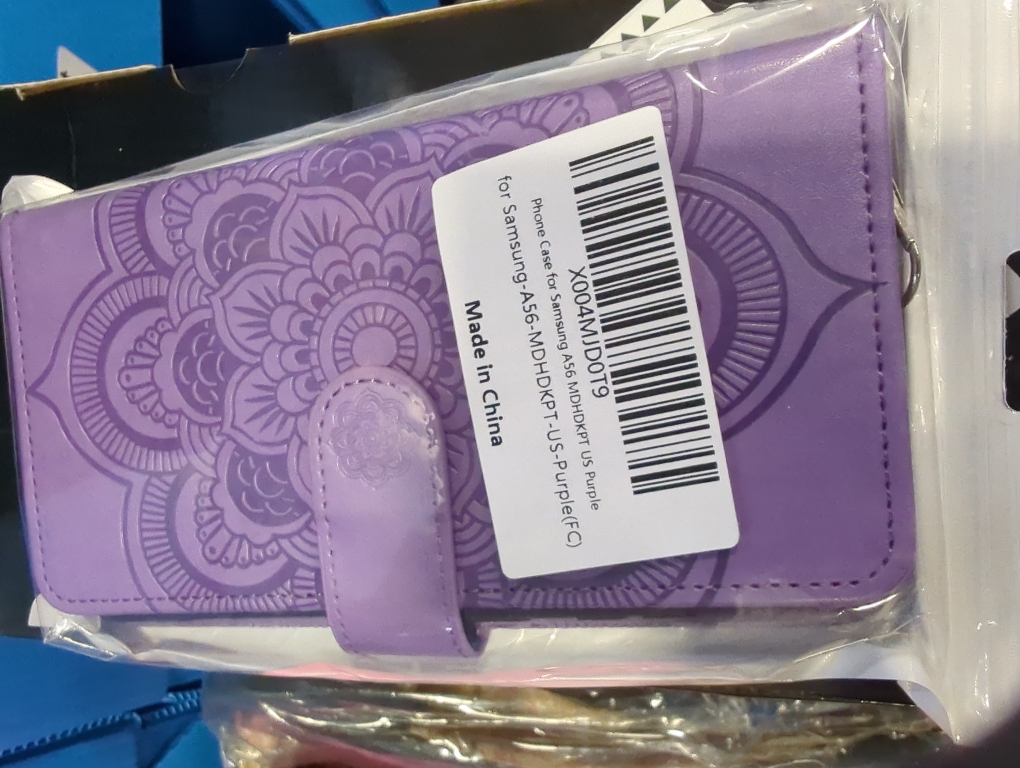 X004MJD0T9
Phone Case for Samsung A56 MDHDKPT US Purple
for Samsung-A56-MDHDKPT-US-Purple(FC)
Made in China